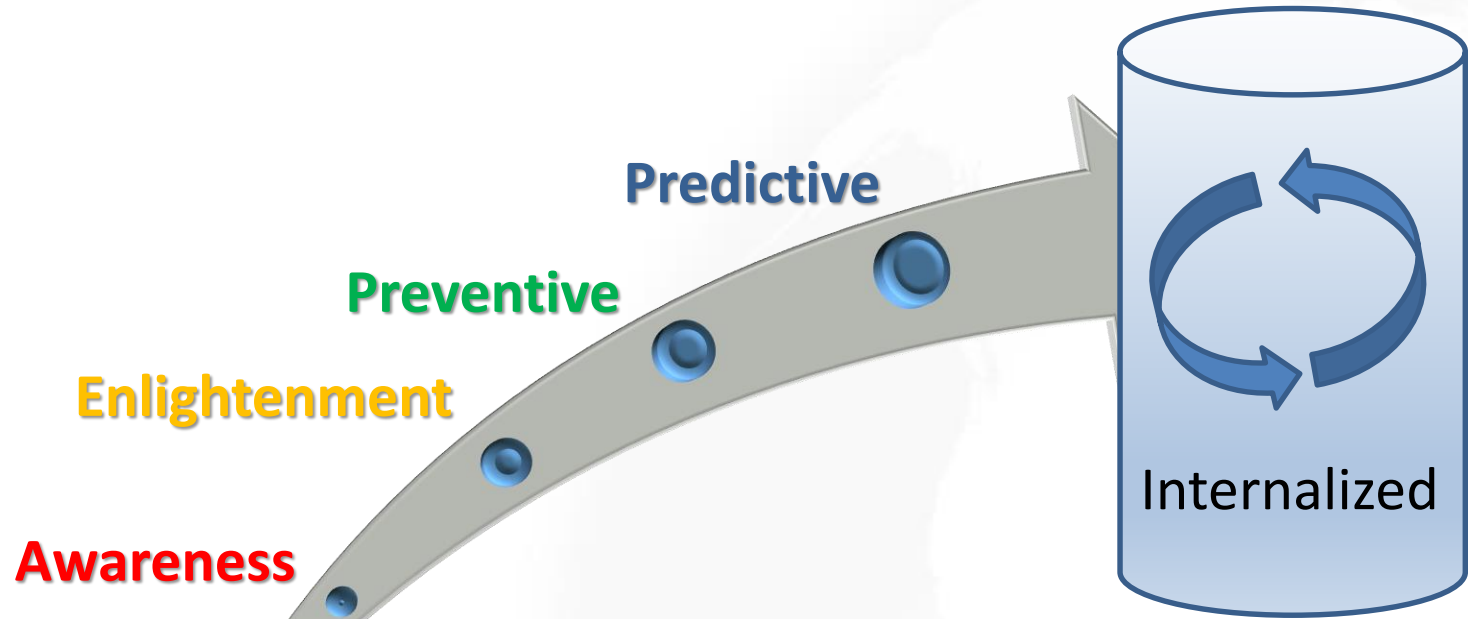 Predictive
Preventive
Enlightenment
Awareness
Internalized